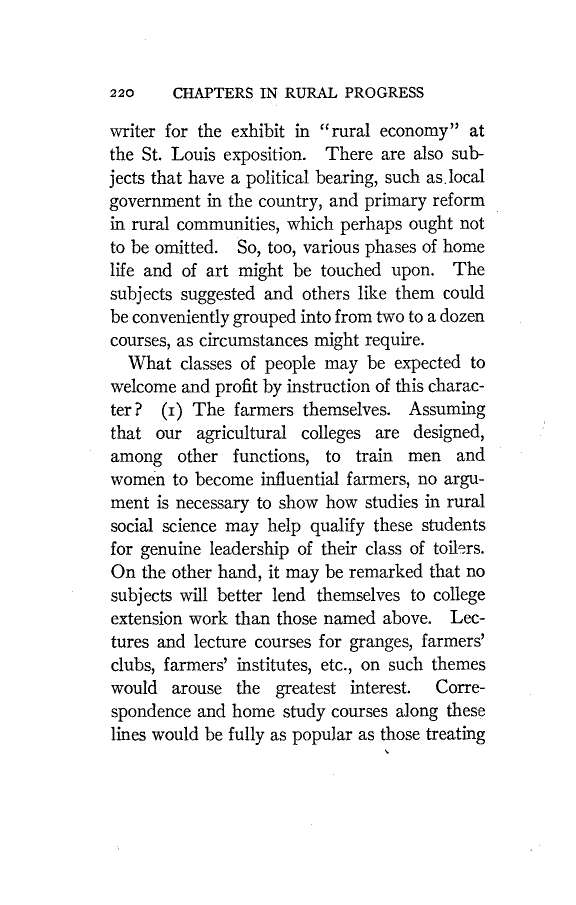 220 CHAPTERS IN RURAL PROGRESS
writer for the exhibit in “rural economy” at
the St. Louis exposition. There are also sub-
jects that have a political bearing, such as local
government in the country, and primary reform
in rural communities, which perhaps ought not
to be omitted. So, too, various phases of home
life and of art might be touched upon. The
subjects suggested and others like them could
be conveniently grouped into from two to a dozen
courses, as circumstances might require.
What classes of people may be expected to
welcome and profit by instruction of this charac-
ter? (1) The farmers themselves. Assuming
that our agricultural colleges are designed,
among other functions, to train men and
women to become influential farmers, no argu-
ment is necessary to show how studies in rural
social science may help qualify these students
for genuine leadership of their class of toilers.
On the other hand, it may be remarked that no
subjects will better lend themselves to college
extension work than those named above. Lec-
tures and lecture courses for granges, farmers’
clubs, farmers’ institutes, etc., on such themes
would arouse the greatest interest. Corre-
spondence and home study courses along these
lines would be fully as popular as those treating